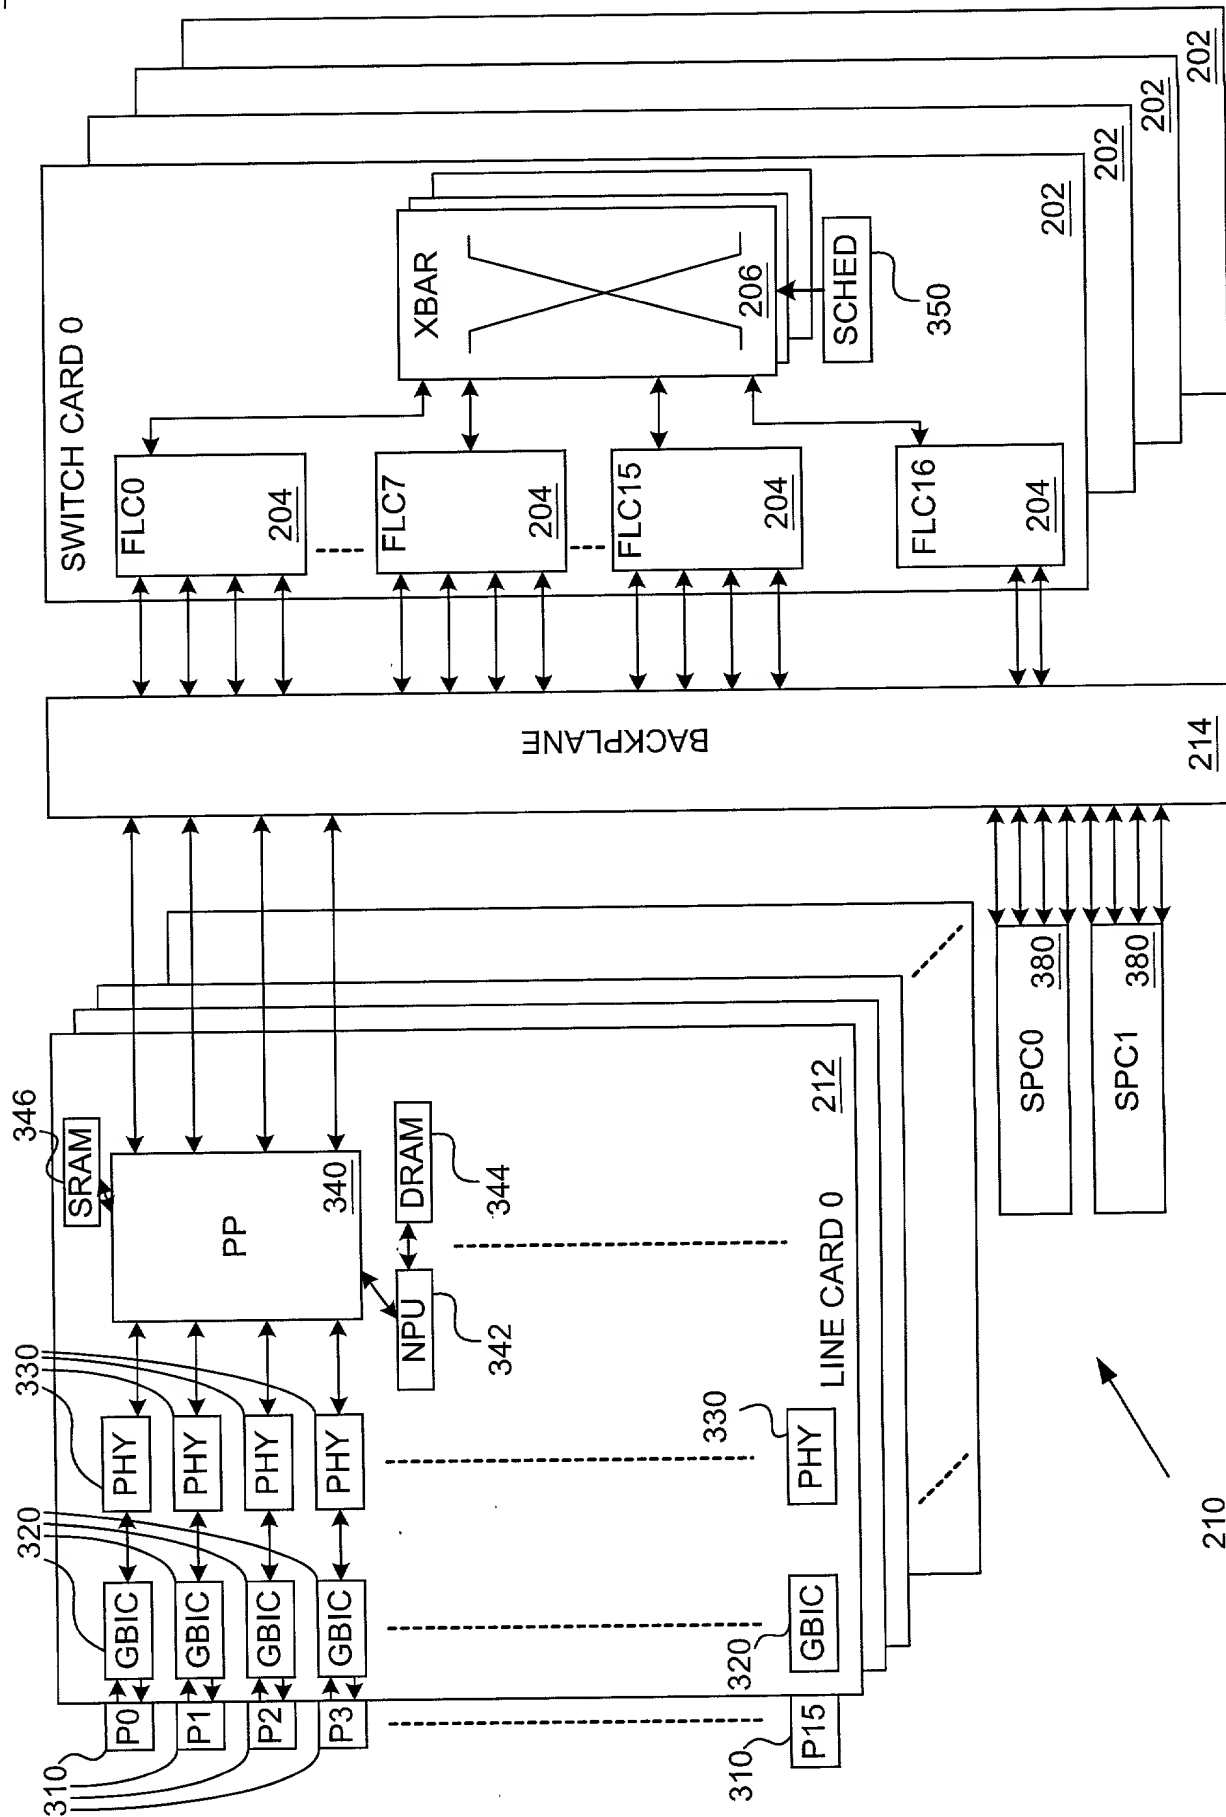 310
P0
P1
P2
P3
310
P15
320
GBIC
GBIC
GBIC
GBIC
320
GBIC
330
PHY
PHY
PHY
PHY
330
PHY
346
SRAM
PP
340
NPU
342
DRAM
344
LINE CARD 0
212
SPC0
380
SPC1
380
210
BACKPLANE
214
SWITCH CARD 0
FLC0
204
FLC7
204
FLC15
204
FLC16
204
XBAR
206
SCHED
350
202
202
202
202